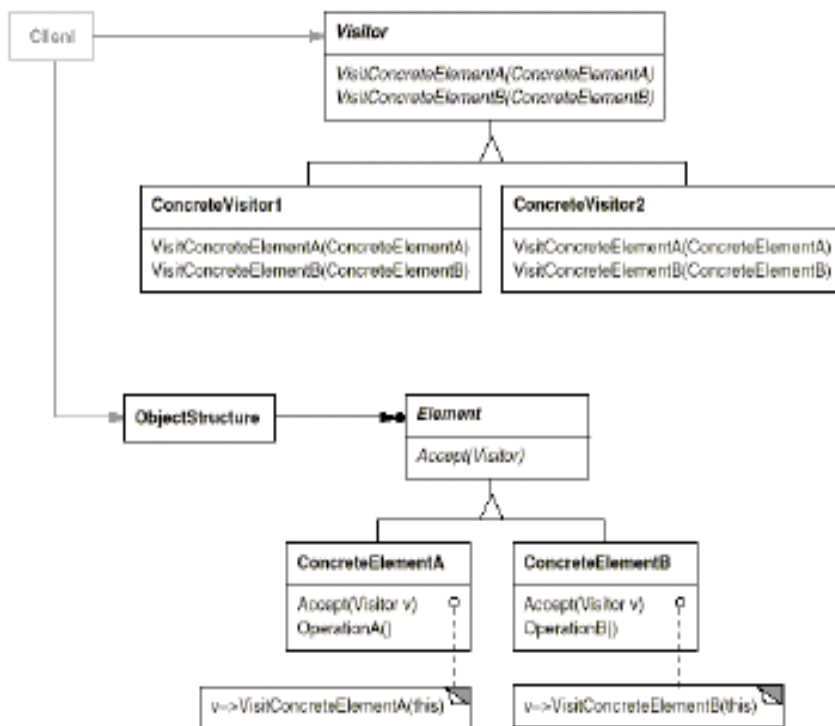 Client
Visitor
VisitConcreteElementA(ConcreteElementA)
VisitConcreteElementB(ConcreteElementB)
ConcreteVisitor1
VisitConcreteElementA(ConcreteElementA)
VisitConcreteElementB(ConcreteElementB)
ConcreteVisitor2
VisitConcreteElementA(ConcreteElementA)
VisitConcreteElementB(ConcreteElementB)
ObjectStructure
Element
Accept(Visitor)
ConcreteElementA
Accept(Visitor v)
OperationA()
ConcreteElementB
Accept(Visitor v)
OperationB()
v->VisitConcreteElementA(this)
v->VisitConcreteElementB(this)